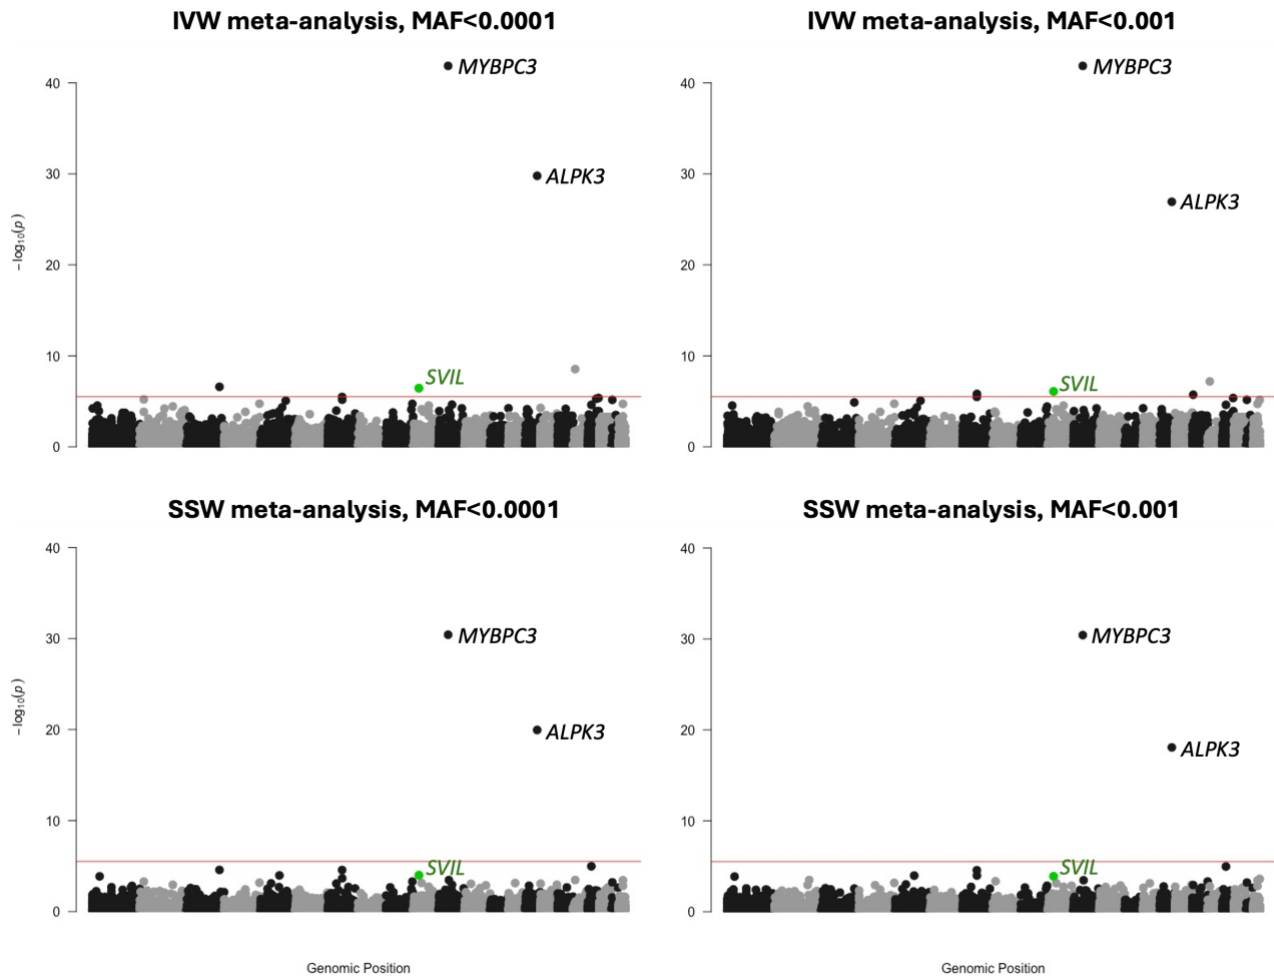 IVW meta-analysis, MAF<0.0001
40
30
20
10
0
−log10(p)
MYBPC3
ALPK3
SVIL
IVW meta-analysis, MAF<0.001
40
30
20
10
0
MYBPC3
ALPK3
SVIL
SSW meta-analysis, MAF<0.0001
40
30
20
10
0
−log10(p)
MYBPC3
ALPK3
SVIL
Genomic Position
SSW meta-analysis, MAF<0.001
40
30
20
10
0
MYBPC3
ALPK3
SVIL
Genomic Position